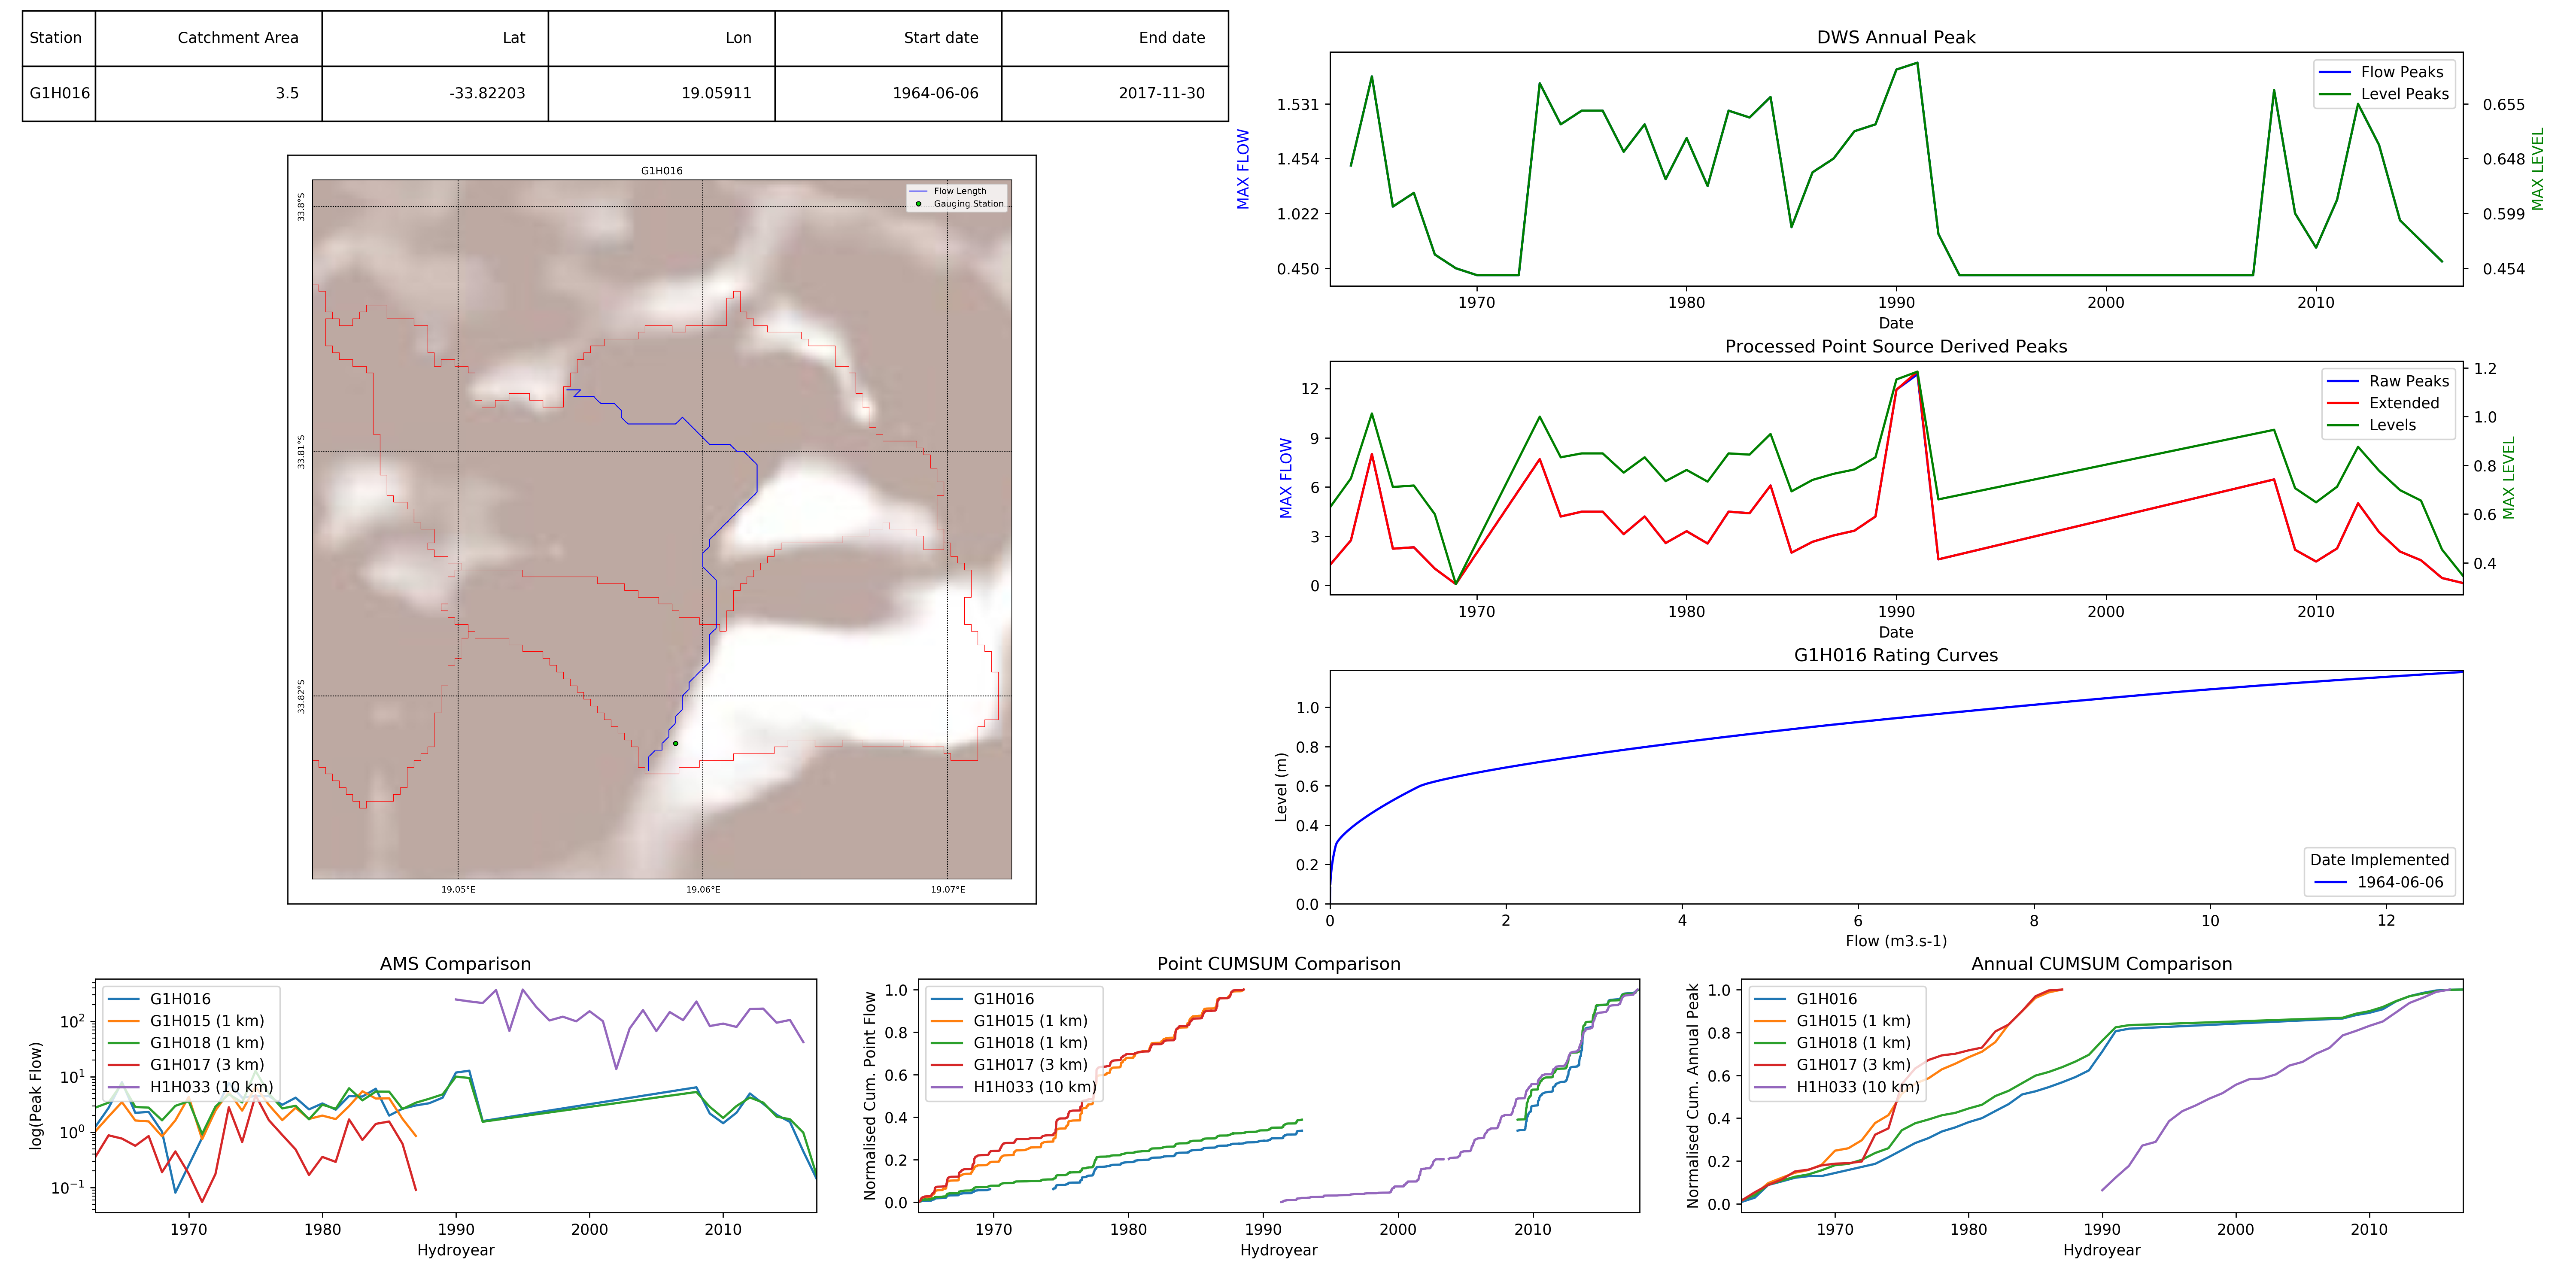 Station Catchment Area Lat Lon Start date End date
G1H016 3.5 -33.82203 19.05911 1964-06-06 2017-11-30
G1H016
Flow Length
Gauging Station
33.8°S
33.81°S
33.82°S
19.05°E 19.06°E 19.07°E
DWS Annual Peak
Flow Peaks
Level Peaks
MAX FLOW
1.531
1.454
1.022
0.450
0.655
0.648
0.599
0.454
MAX LEVEL
1970 1980 1990 2000 2010
Date
Processed Point Source Derived Peaks
Raw Peaks
Extended
Levels
MAX FLOW
12
9
6
3
0
1.2
1.0
0.8
0.6
0.4
MAX LEVEL
1970 1980 1990 2000 2010
Date
G1H016 Rating Curves
Level (m)
1.0
0.8
0.6
0.4
0.2
0.0
Date Implemented
1964-06-06
0 2 4 6 8 10 12
Flow (m3.s-1)
AMS Comparison
G1H016
G1H015 (1 km)
G1H018 (1 km)
G1H017 (3 km)
H1H033 (10 km)
log(Peak Flow)
10²
10¹
10⁰
10⁻¹
1970 1980 1990 2000 2010
Hydroyear
Point CUMSUM Comparison
G1H016
G1H015 (1 km)
G1H018 (1 km)
G1H017 (3 km)
H1H033 (10 km)
Normalised Cum. Point Flow
1.0
0.8
0.6
0.4
0.2
0.0
1970 1980 1990 2000 2010
Hydroyear
Annual CUMSUM Comparison
G1H016
G1H015 (1 km)
G1H018 (1 km)
G1H017 (3 km)
H1H033 (10 km)
Normalised Cum. Annual Peak
1.0
0.8
0.6
0.4
0.2
0.0
1970 1980 1990 2000 2010
Hydroyear